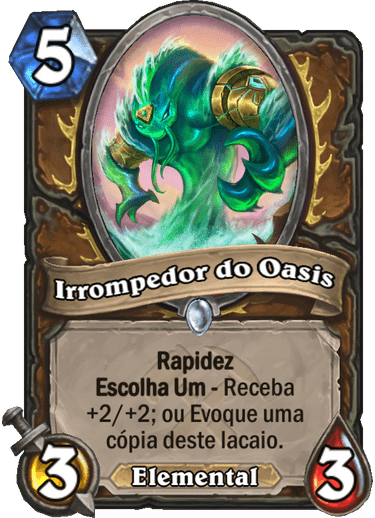 5
Irrompedor do Oasis
Rapidez
Escolha Um - Receba
+2/+2; ou Evoque uma
cópia deste lacaio.
3
Elemental
3